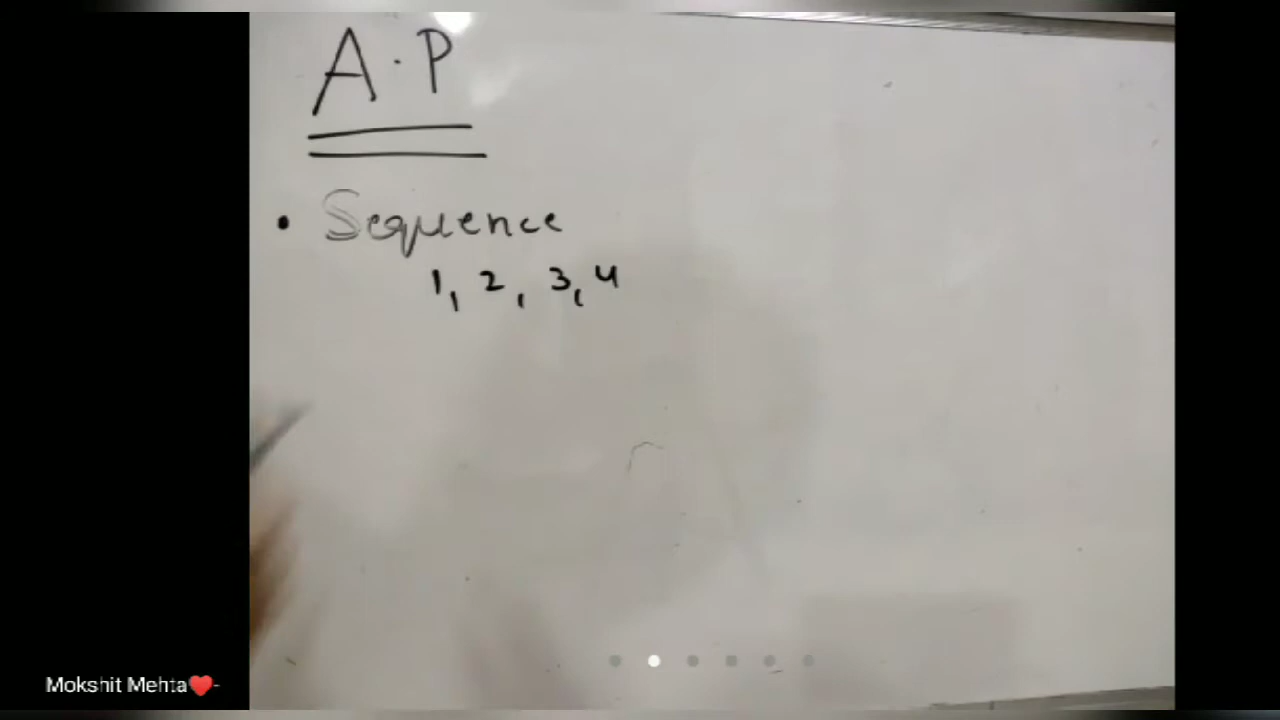 A.P
• Sequence
1, 2, 3, 4
Mokshit Mehta❤️-